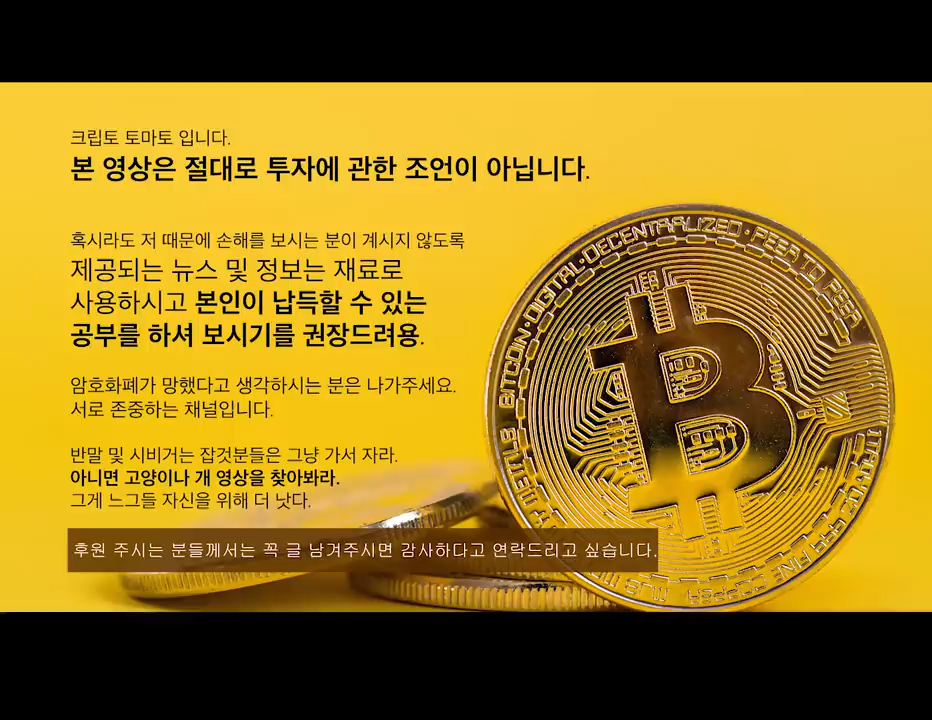 크립토 토마토 입니다.
본 영상은 절대로 투자에 관한 조언이 아닙니다.
혹시라도 저 때문에 손해를 보시는 분이 계시지 않도록
제공되는 뉴스 및 정보는 재료로
사용하시고 본인이 납득할 수 있는
공부를 하셔 보시기를 권장드려용.
암호화폐가 망했다고 생각하시는 분은 나가주세요.
서로 존중하는 채널입니다.
반말 및 시비거는 잡것분들은 그냥 가서 자라.
아니면 고양이나 개 영상을 찾아봐라.
그게 느그들 자신을 위해 더 낫다.
후원 주시는 분들께서는 꼭 글 남겨주시면 감사하다고 연락드리고 싶습니다.
BITCOIN·DIGITAL·DECENTRALIZED·PEER TO PEER
B